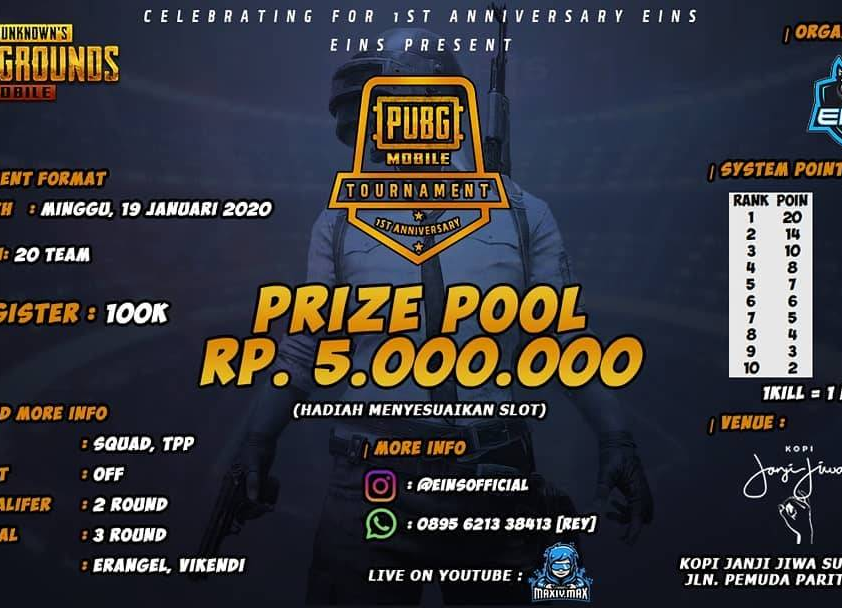 CELEBRATING FOR 1ST ANNIVERSARY EINS
EINS PRESENT
UNKNOWN'S
GROUNDS
MOBILE
PUBG
MOBILE
TOURNAMENT
1ST ANNIVERSARY
ENT FORMAT
: MINGGU, 19 JANUARI 2020
: 20 TEAM
GISTER : 100K
PRIZE POOL
RP. 5.000.000
(HADIAH MENYESUAIKAN SLOT)
D MORE INFO
: SQUAD, TPP
T : OFF
ALIFER : 2 ROUND
AL : 3 ROUND
: ERANGEL, VIKENDI
| MORE INFO
: @EINSOFFICIAL
: 0895 6213 38413 [REY]
LIVE ON YOUTUBE :
MAXIV.MAX
| ORGA
| SYSTEM POINT
RANK POIN
1 20
2 14
3 10
4 8
5 7
6 6
7 5
8 4
9 3
10 2
1KILL = 1
| VENUE :
KOPI
Janji Jiwa
KOPI JANJI JIWA SU
JLN. PEMUDA PARIT